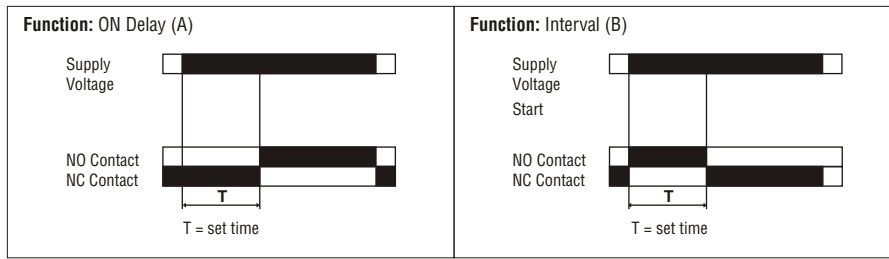 Function: ON Delay (A)
Supply
Voltage
NO Contact
NC Contact
T
T = set time
Function: Interval (B)
Supply
Voltage
Start
NO Contact
NC Contact
T
T = set time